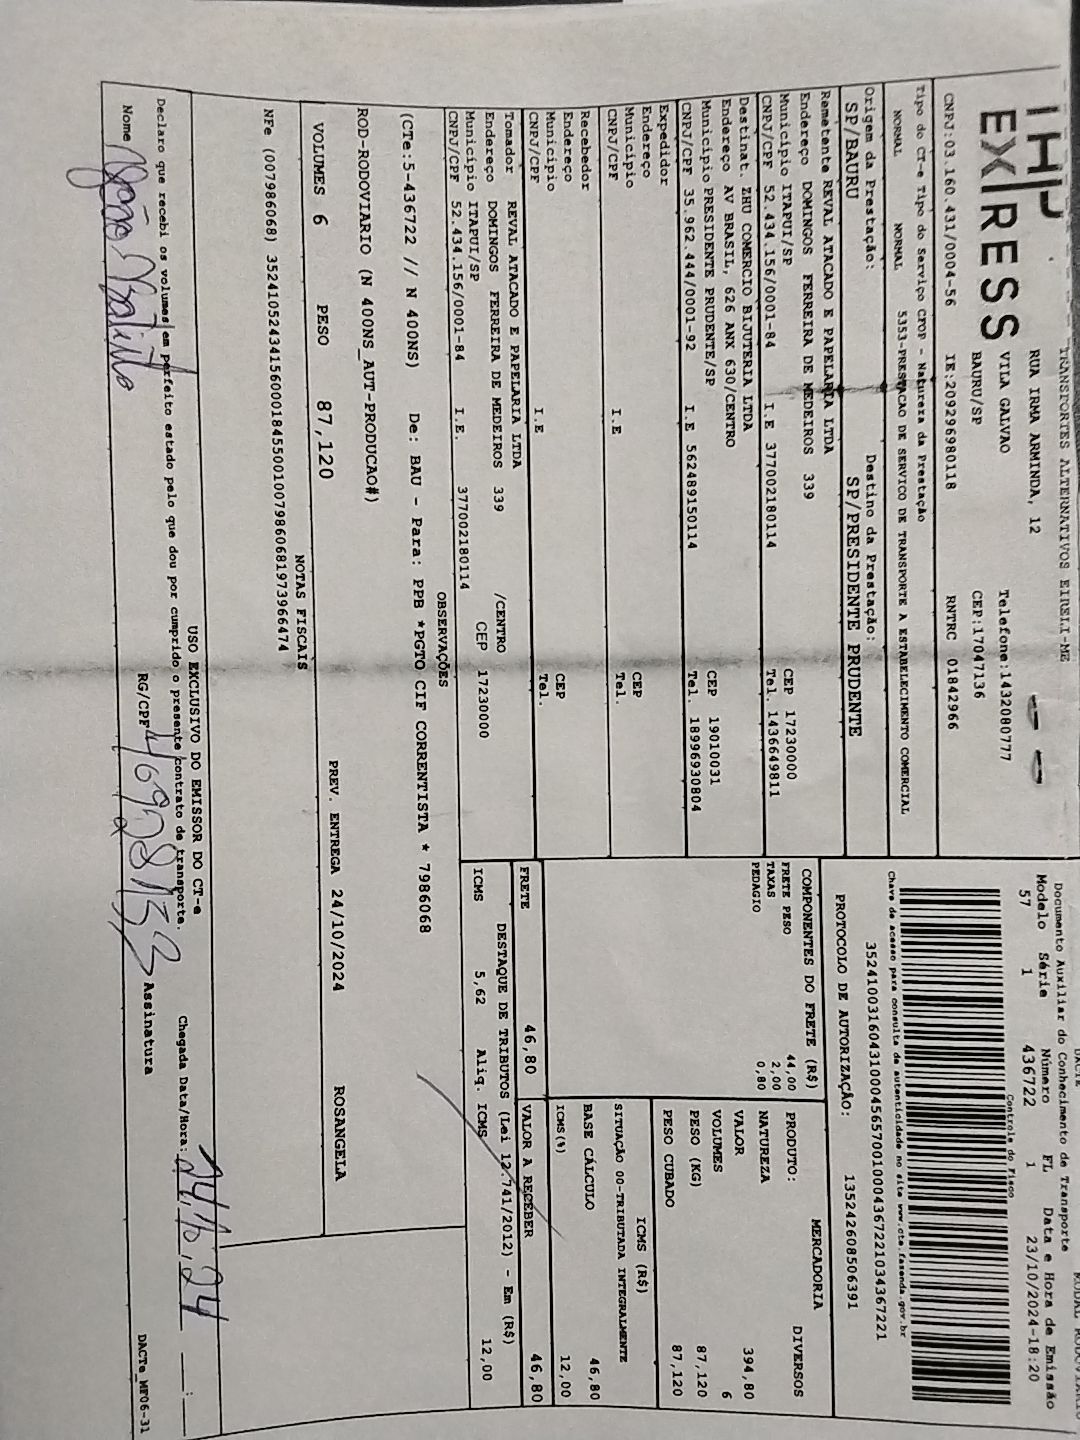 TRANSPORTES ALTERNATIVOS EIRELI-ME
EX|RESS
RUA IRMA ARMINDA, 12
Telefone:1432080777
VILA GALVAO
CEP:17047136
BAURU/SP
CNPJ:03.160.431/0004-56 IE:209296980118 RNTRC 01842966
Documento Auxiliar do Conhecimento de Transporte
Modelo Série Número FL Data e Hora de Emissão
57 1 436722 1 23/10/2024-18:20
Controle do Fisco
Chave de acesso para consulta de autenticidade no site www.cte.fazenda.gov.br
35241003160431000456570010004367221034367221
PROTOCOLO DE AUTORIZAÇÃO: 135242608506391
Tipo do CT-e Tipo do Serviço CFOP - Natureza da Prestação
NORMAL NORMAL 5353-PRESTACAO DE SERVICO DE TRANSPORTE A ESTABELECIMENTO COMERCIAL
Origem da Prestação: Destino da Prestação:
SP/BAURU SP/PRESIDENTE PRUDENTE
Remetente REVAL ATACADO E PAPELARIA LTDA
Endereço DOMINGOS FERREIRA DE MEDEIROS 339
Município ITAPUI/SP CEP 17230000
CNPJ/CPF 52.434.156/0001-84 I.E 377002180114 Tel. 1436649811
Destinat. ZHU COMERCIO BIJUTERIA LTDA
Endereço AV BRASIL, 626 ANX 630/CENTRO
Município PRESIDENTE PRUDENTE/SP CEP 19010031
CNPJ/CPF 35.962.444/0001-92 I.E 562489150114 Tel. 18996930804
Expedidor
Endereço
Município CEP
CNPJ/CPF I.E Tel.
Recebedor
Endereço
Município CEP
CNPJ/CPF I.E Tel.
Tomador REVAL ATACADO E PAPELARIA LTDA
Endereço DOMINGOS FERREIRA DE MEDEIROS 339 /CENTRO
Município ITAPUI/SP CEP 17230000
CNPJ/CPF 52.434.156/0001-84 I.E. 377002180114
COMPONENTES DO FRETE (R$)
FRETE PESO 44,00
TAXAS 2,00
PEDAGIO 0,80
FRETE 46,80
MERCADORIA
PRODUTO: DIVERSOS
NATUREZA
VALOR 394,80
VOLUMES 6
PESO (KG) 87,120
PESO CUBADO 87,120
ICMS (R$)
SITUAÇÃO 00-TRIBUTADA INTEGRALMENTE
BASE CÁLCULO 46,80
ICMS(%) 12,00
VALOR A RECEBER 46,80
DESTAQUE DE TRIBUTOS (Lei 12.741/2012) - Em (R$)
ICMS 5,62 Aliq. ICMS 12,00
OBSERVAÇÕES
(CTe:5-436722 // N 400NS) De: BAU - Para: PPB *PGTO CIF CORRENTISTA * 7986068
ROD-RODOVIARIO (N 400NS_AUT-PRODUCAO#)
VOLUMES 6 PESO 87,120 PREV. ENTREGA 24/10/2024 ROSANGELA
NOTAS FISCAIS
NFe (007986068) 35241052434156000184550010079860681973966474
USO EXCLUSIVO DO EMISSOR DO CT-e
Declaro que recebi os volumes em perfeito estado pelo que dou por cumprido o presente contrato de transporte.
Chegada Data/Hora: 24,10,24 __:__
Nome João RG/CPF Assinatura
DACTe_MF06-31